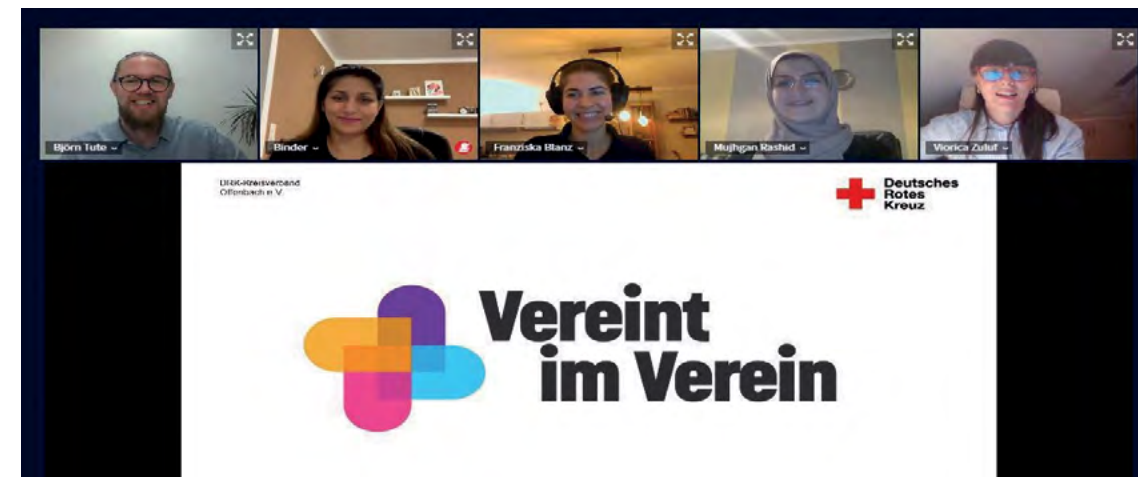 Björn Tute
Binder
Franziska Blanz
Mujhgan Rashid
Viorica Zuluf
DRK-Kreisverband
Offenbach e.V.
Deutsches
Rotes
Kreuz
Vereint
im Verein